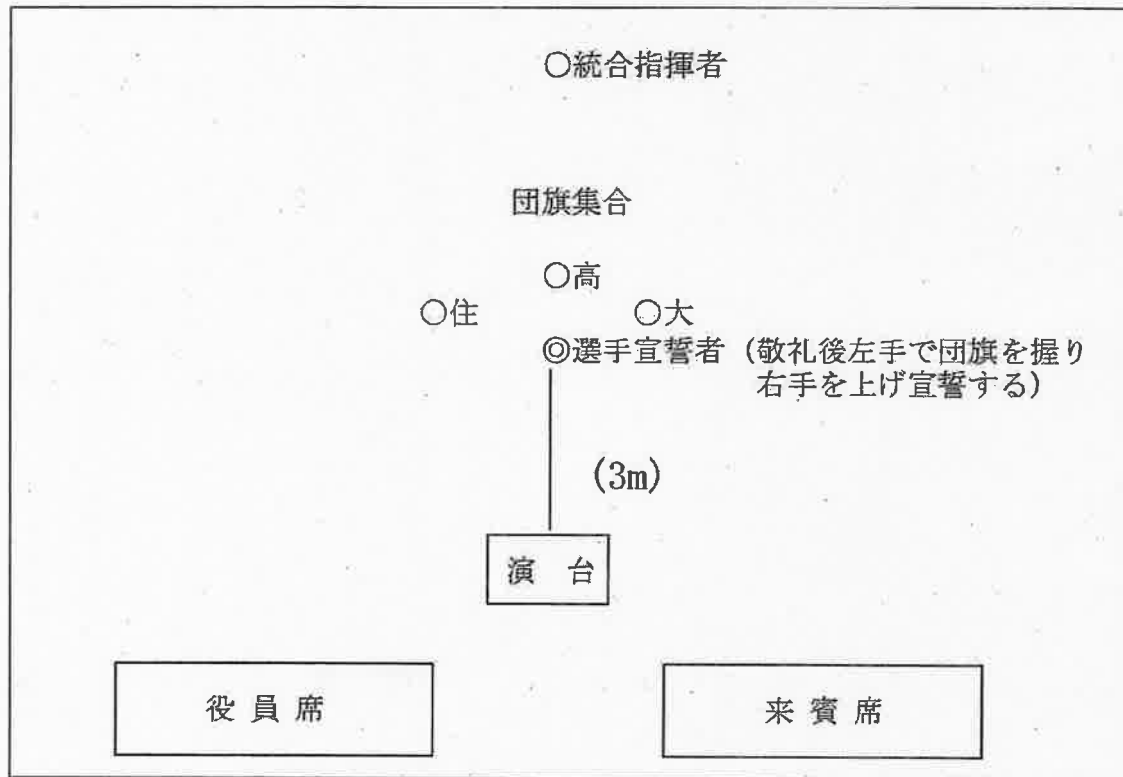 ○統合指揮者
団旗集合
○高
○住
○大
◎選手宣誓者(敬礼後左手で団旗を握り
右手を上げ宣誓する)
(3m)
演 台
役 員 席
来 賓 席